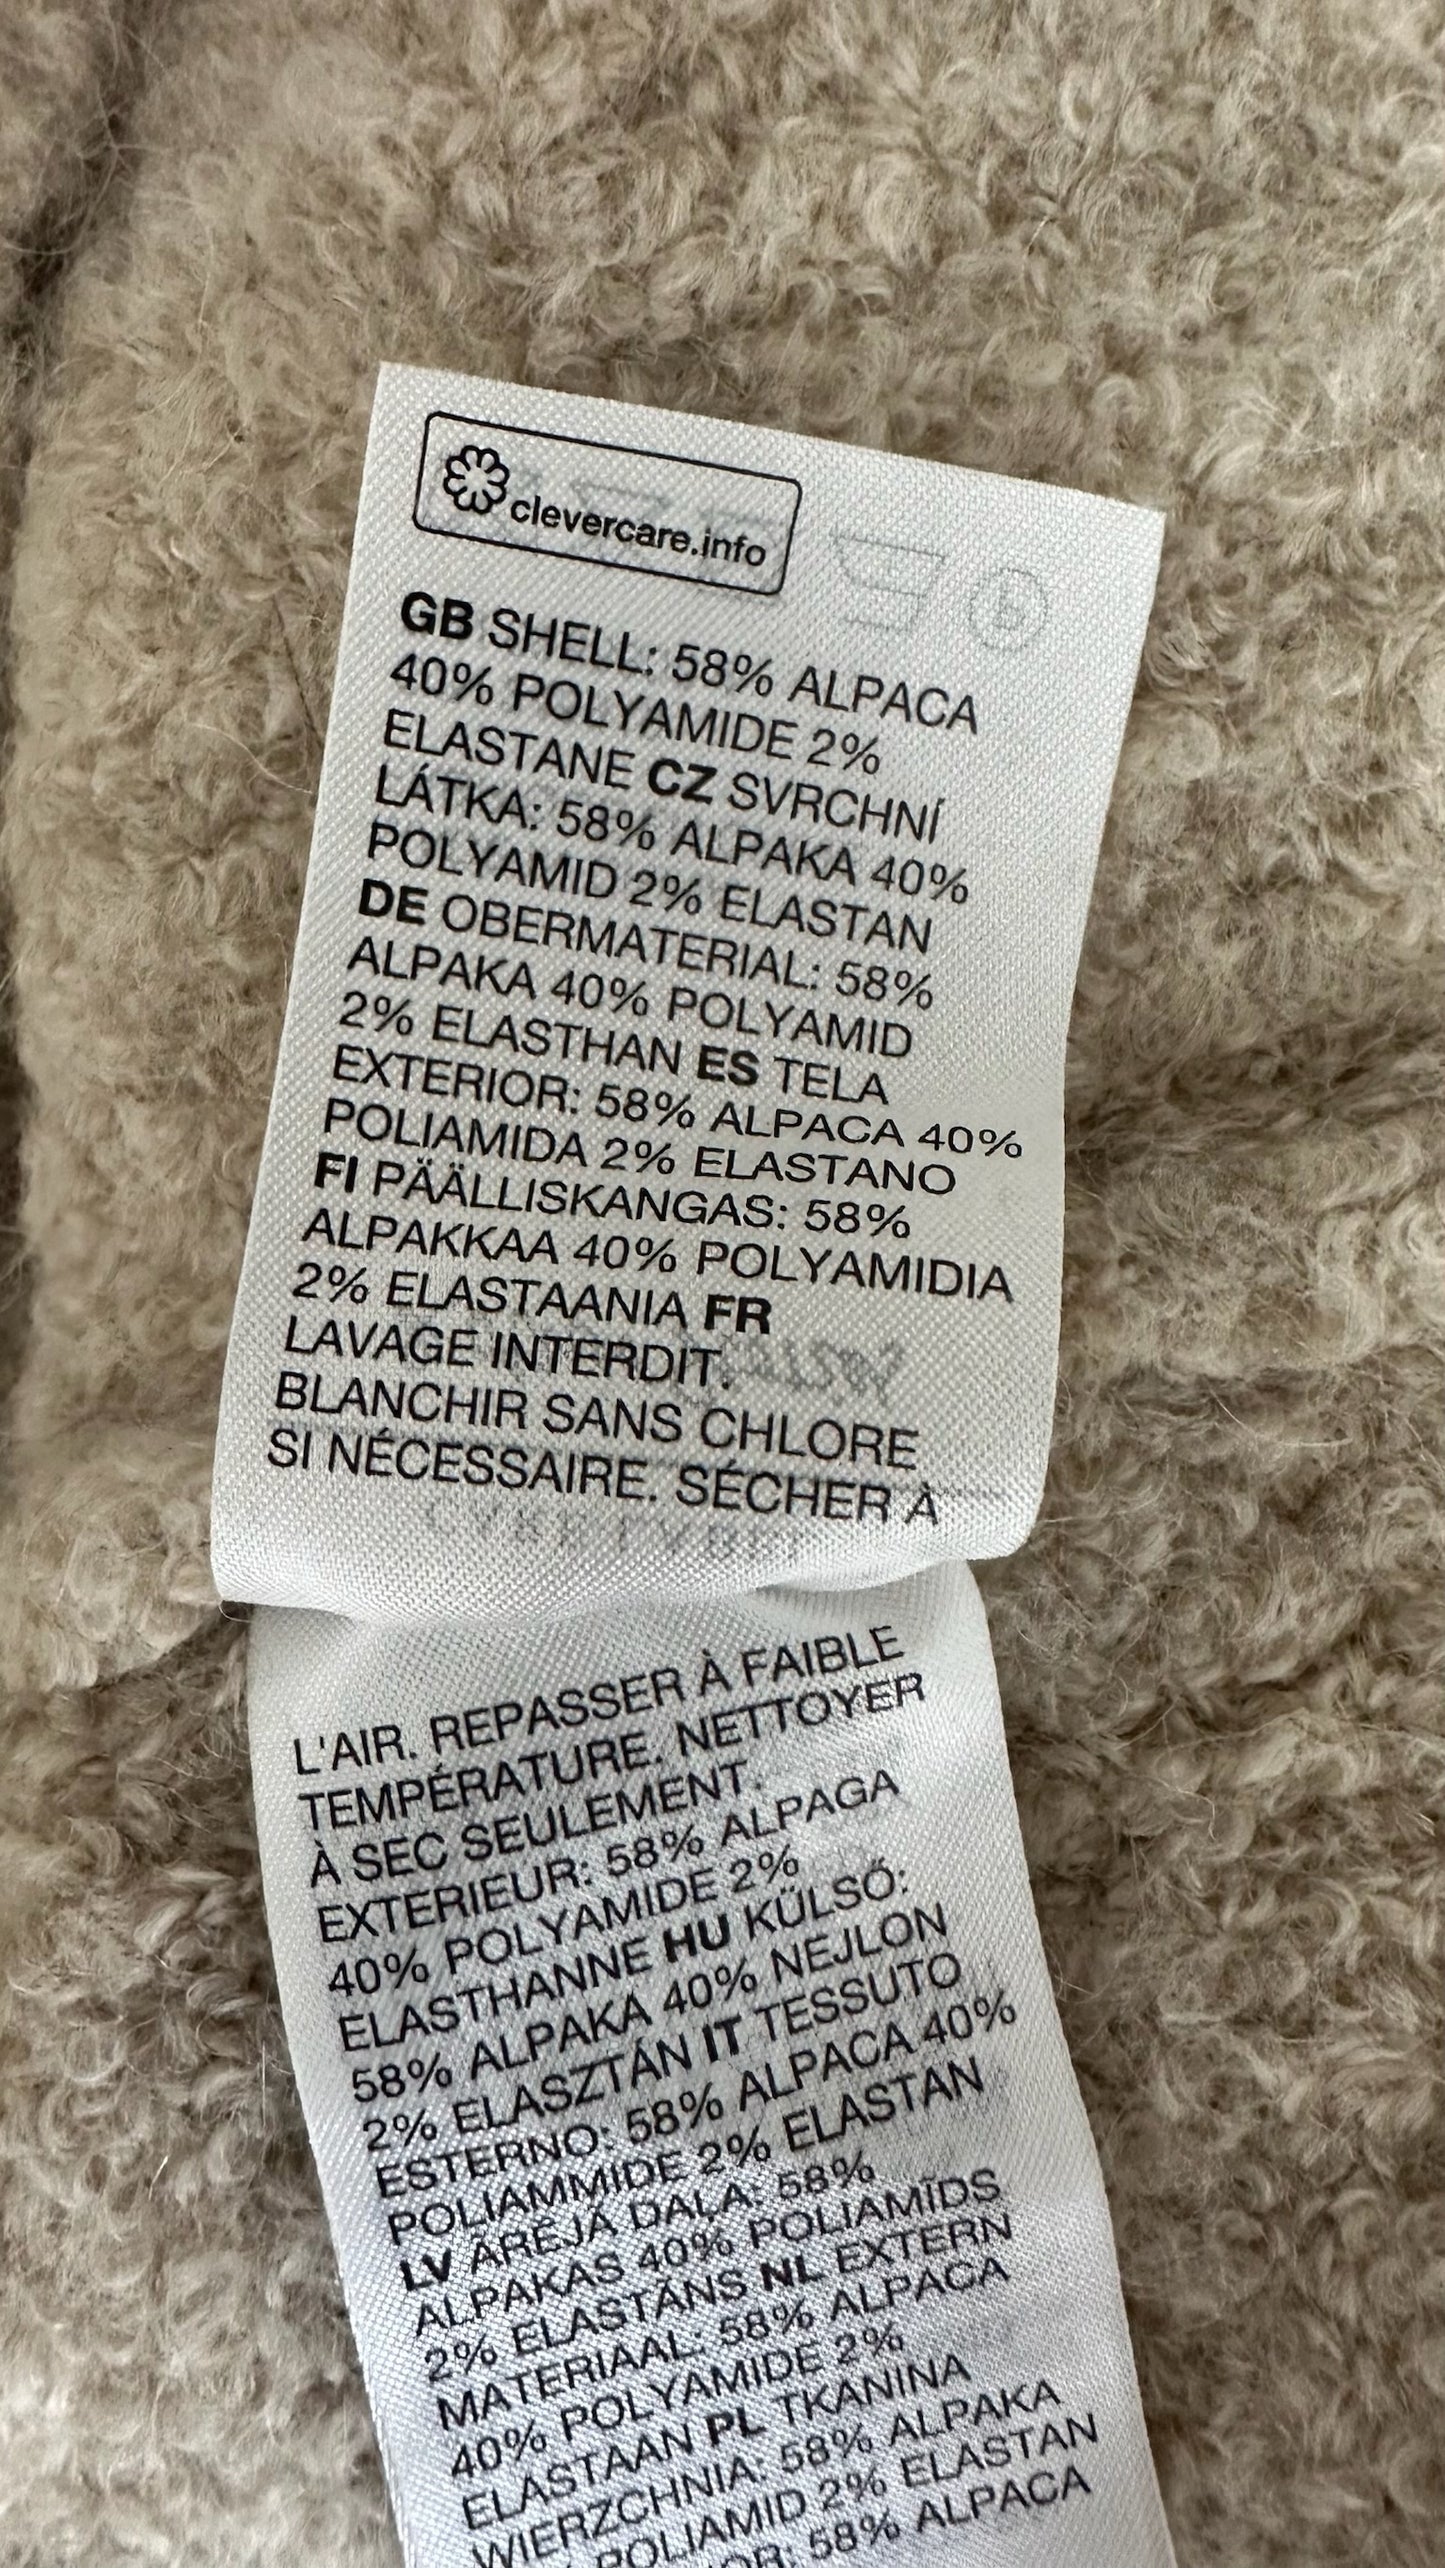 clevercare.info
GB SHELL: 58% ALPACA
40% POLYAMIDE 2%
ELASTANE CZ SVRCHNÍ
LÁTKA: 58% ALPAKA 40%
POLYAMID 2% ELASTAN
DE OBERMATERIAL: 58%
ALPAKA 40% POLYAMID
2% ELASTHAN ES TELA
EXTERIOR: 58% ALPACA 40%
POLIAMIDA 2% ELASTANO
FI PÄÄLLISKANGAS: 58%
ALPAKKAA 40% POLYAMIDIA
2% ELASTAANIA FR
LAVAGE INTERDIT.
BLANCHIR SANS CHLORE
SI NÉCESSAIRE. SÉCHER À
L'AIR. REPASSER À FAIBLE
TEMPÉRATURE. NETTOYER
À SEC SEULEMENT.
EXTERIEUR: 58% ALPAGA
40% POLYAMIDE 2%
ELASTHANNE HU KÜLSŐ:
58% ALPAKA 40% NEJLON
2% ELASZTÁN IT TESSUTO
ESTERNO: 58% ALPACA 40%
POLIAMMIDE 2% ELASTAN
LV ĀRĒJĀ DAĻA: 58%
ALPAKAS 40% POLIAMĪDS
2% ELASTĀNS NL EXTERN
MATERIAAL: 58% ALPACA
40% POLYAMIDE 2%
ELASTAAN PL TKANINA
WIERZCHNIA: 58% ALPAKA
POLIAMID 2% ELASTAN
58% ALPACA